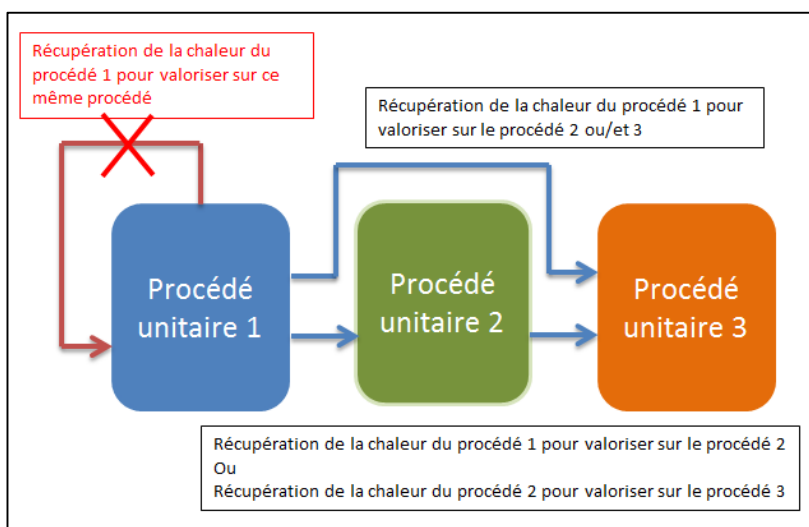 Récupération de la chaleur du
procédé 1 pour valoriser sur ce
même procédé
Récupération de la chaleur du procédé 1 pour
valoriser sur le procédé 2 ou/et 3
Procédé
unitaire 1
Procédé
unitaire 2
Procédé
unitaire 3
Récupération de la chaleur du procédé 1 pour valoriser sur le procédé 2
Ou
Récupération de la chaleur du procédé 2 pour valoriser sur le procédé 3